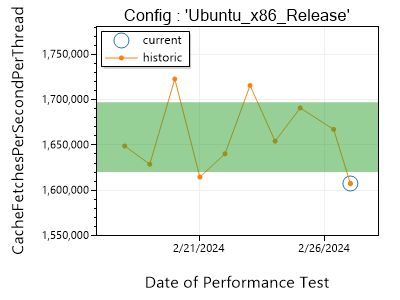 Config : 'Ubuntu_x86_Release'
CacheFetchesPerSecondPerThread
current
historic
1,750,000
1,700,000
1,650,000
1,600,000
1,550,000
2/21/2024
2/26/2024
Date of Performance Test